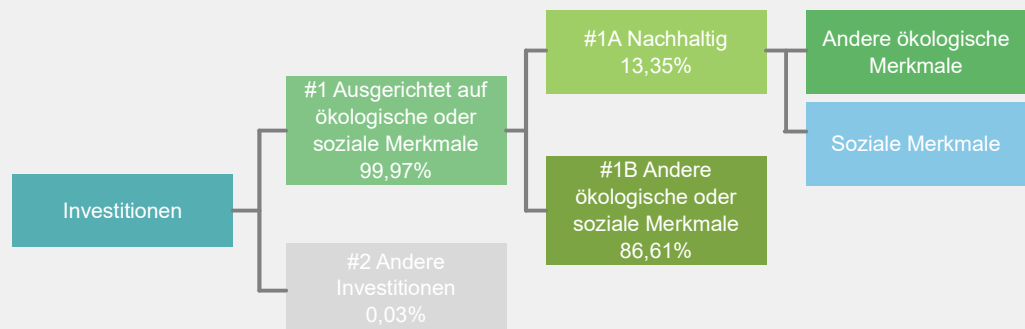 Investitionen
#1 Ausgerichtet auf
ökologische oder
soziale Merkmale
99,97%
#2 Andere
Investitionen
0,03%
#1A Nachhaltig
13,35%
#1B Andere
ökologische oder
soziale Merkmale
86,61%
Andere ökologische
Merkmale
Soziale Merkmale